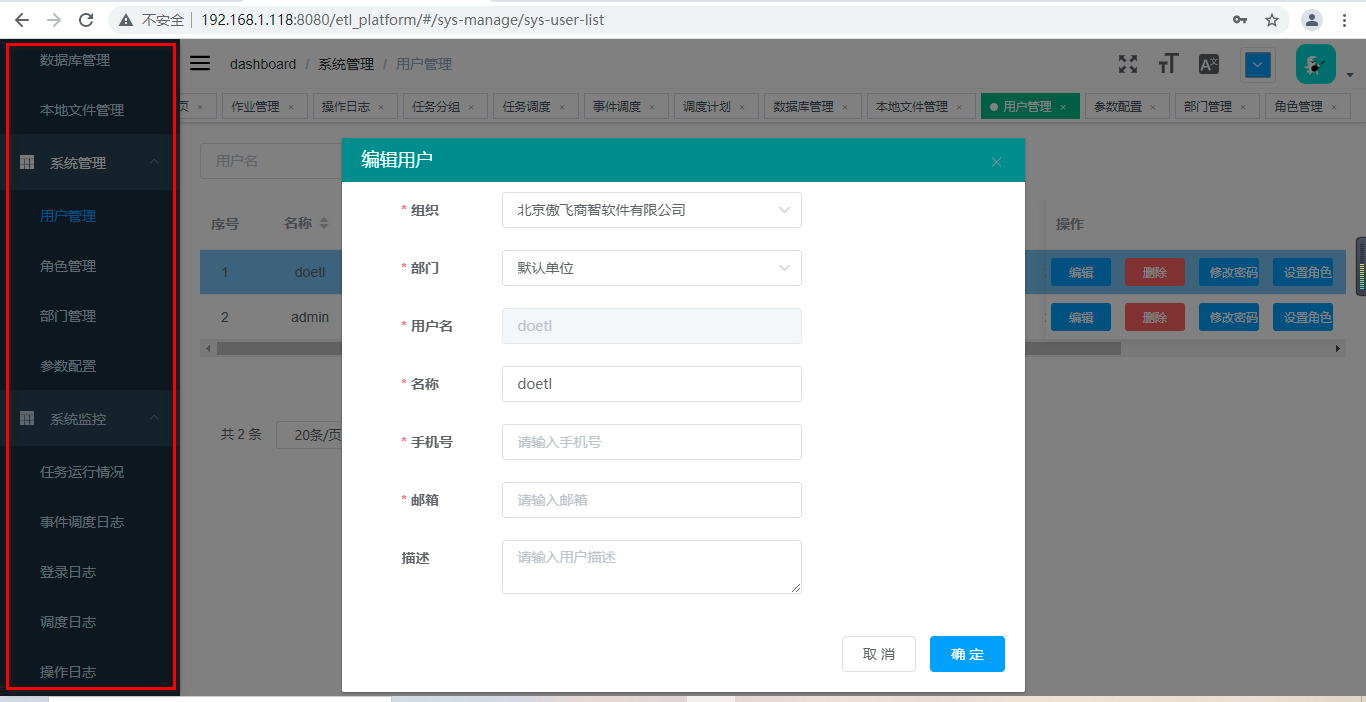 不安全
192.168.1.118:8080/etl_platform/#/sys-manage/sys-user-list
dashboard / 系统管理 / 用户管理
页 × 作业管理 × 操作日志 × 任务分组 × 任务调度 × 事件调度 × 调度计划 × 数据库管理 × 本地文件管理 × 用户管理 × 参数配置 × 部门管理 × 角色管理 ×
数据库管理
本地文件管理
系统管理
用户管理
角色管理
部门管理
参数配置
系统监控
任务运行情况
事件调度日志
登录日志
调度日志
操作日志
用户名
序号 名称 操作
1 doetl 编辑 删除 修改密码 设置角色
2 admin 编辑 删除 修改密码 设置角色
共 2 条 20条/页
编辑用户
* 组织 北京傲飞商智软件有限公司
* 部门 默认单位
* 用户名 doetl
* 名称 doetl
* 手机号 请输入手机号
* 邮箱 请输入邮箱
描述 请输入用户描述
取 消 确 定